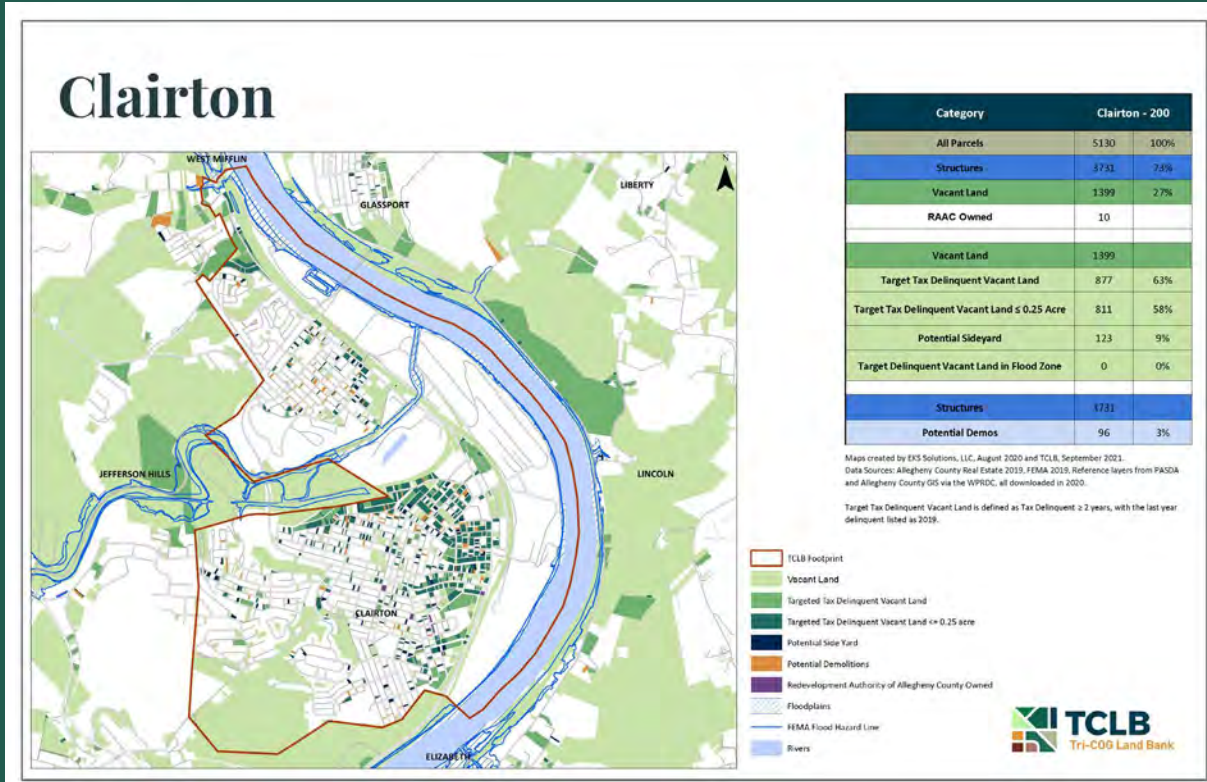 Clairton
WEST MIFFLIN
GLASSPORT
LIBERTY
N
JEFFERSON HILLS
LINCOLN
CLAIRTON
ELIZABETH
Category Clairton - 200
All Parcels 5130 100%
Structures 3731 73%
Vacant Land 1399 27%
RAAC Owned 10
Vacant Land 1399
Target Tax Delinquent Vacant Land 877 63%
Target Tax Delinquent Vacant Land ≤ 0.25 Acre 811 58%
Potential Sideyard 123 9%
Target Delinquent Vacant Land in Flood Zone 0 0%
Structures 3731
Potential Demos 96 3%
Maps created by EKS Solutions, LLC, August 2020 and TCLB, September 2021.
Data Sources: Allegheny County Real Estate 2019, FEMA 2019, Reference layers from PASDA
and Allegheny County GIS via the WPRDC, all downloaded in 2020.
Target Tax Delinquent Vacant Land is defined as Tax Delinquent ≥ 2 years, with the last year
delinquent listed as 2019.
TCLB Footprint
Vacant Land
Targeted Tax Delinquent Vacant Land
Targeted Tax Delinquent Vacant Land <= 0.25 acre
Potential Side Yard
Potential Demolitions
Redevelopment Authority of Allegheny County Owned
Floodplains
FEMA Flood Hazard Line
Rivers
TCLB
Tri-COG Land Bank